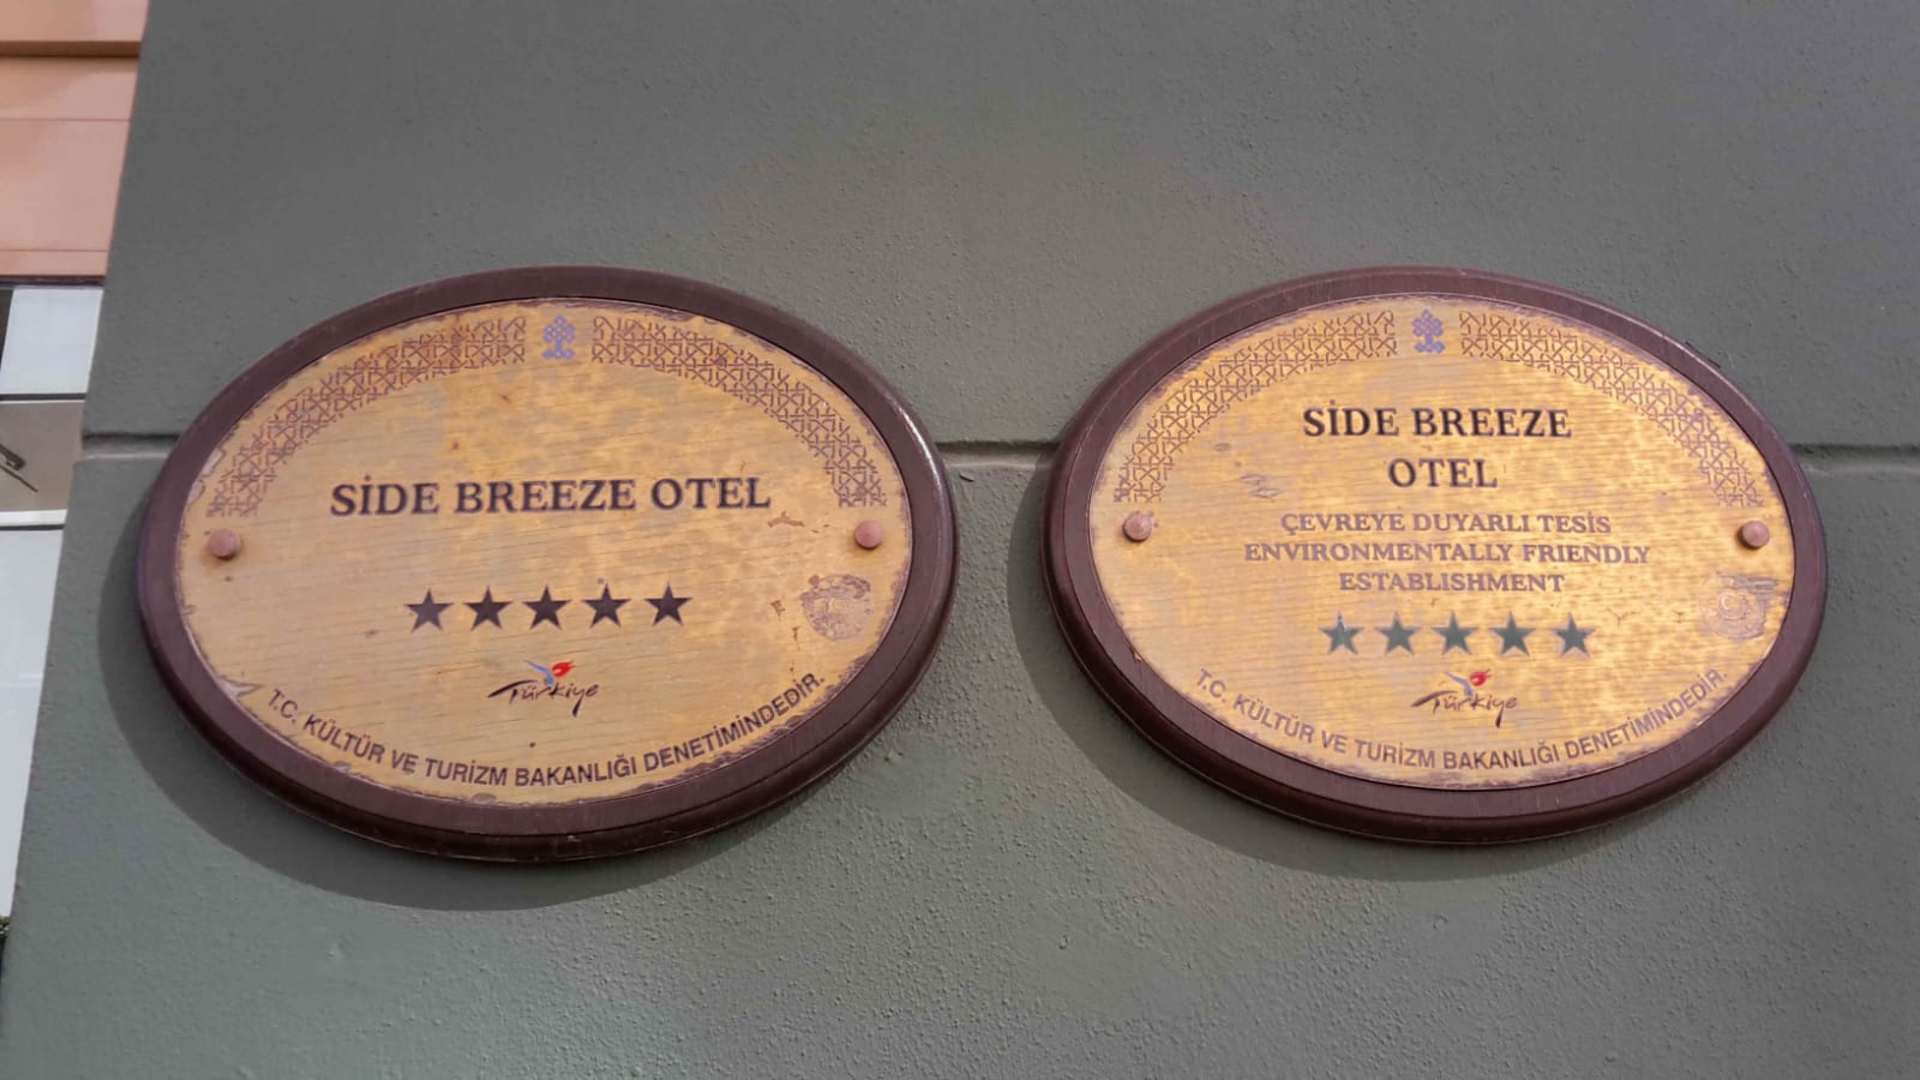 SİDE BREEZE OTEL
Türkiye
T.C. KÜLTÜR VE TURİZM BAKANLIĞI DENETİMİNDEDİR.
SİDE BREEZE
OTEL
ÇEVREYE DUYARLI TESİS
ENVIRONMENTALLY FRIENDLY
ESTABLISHMENT
Türkiye
T.C. KÜLTÜR VE TURİZM BAKANLIĞI DENETİMİNDEDİR.